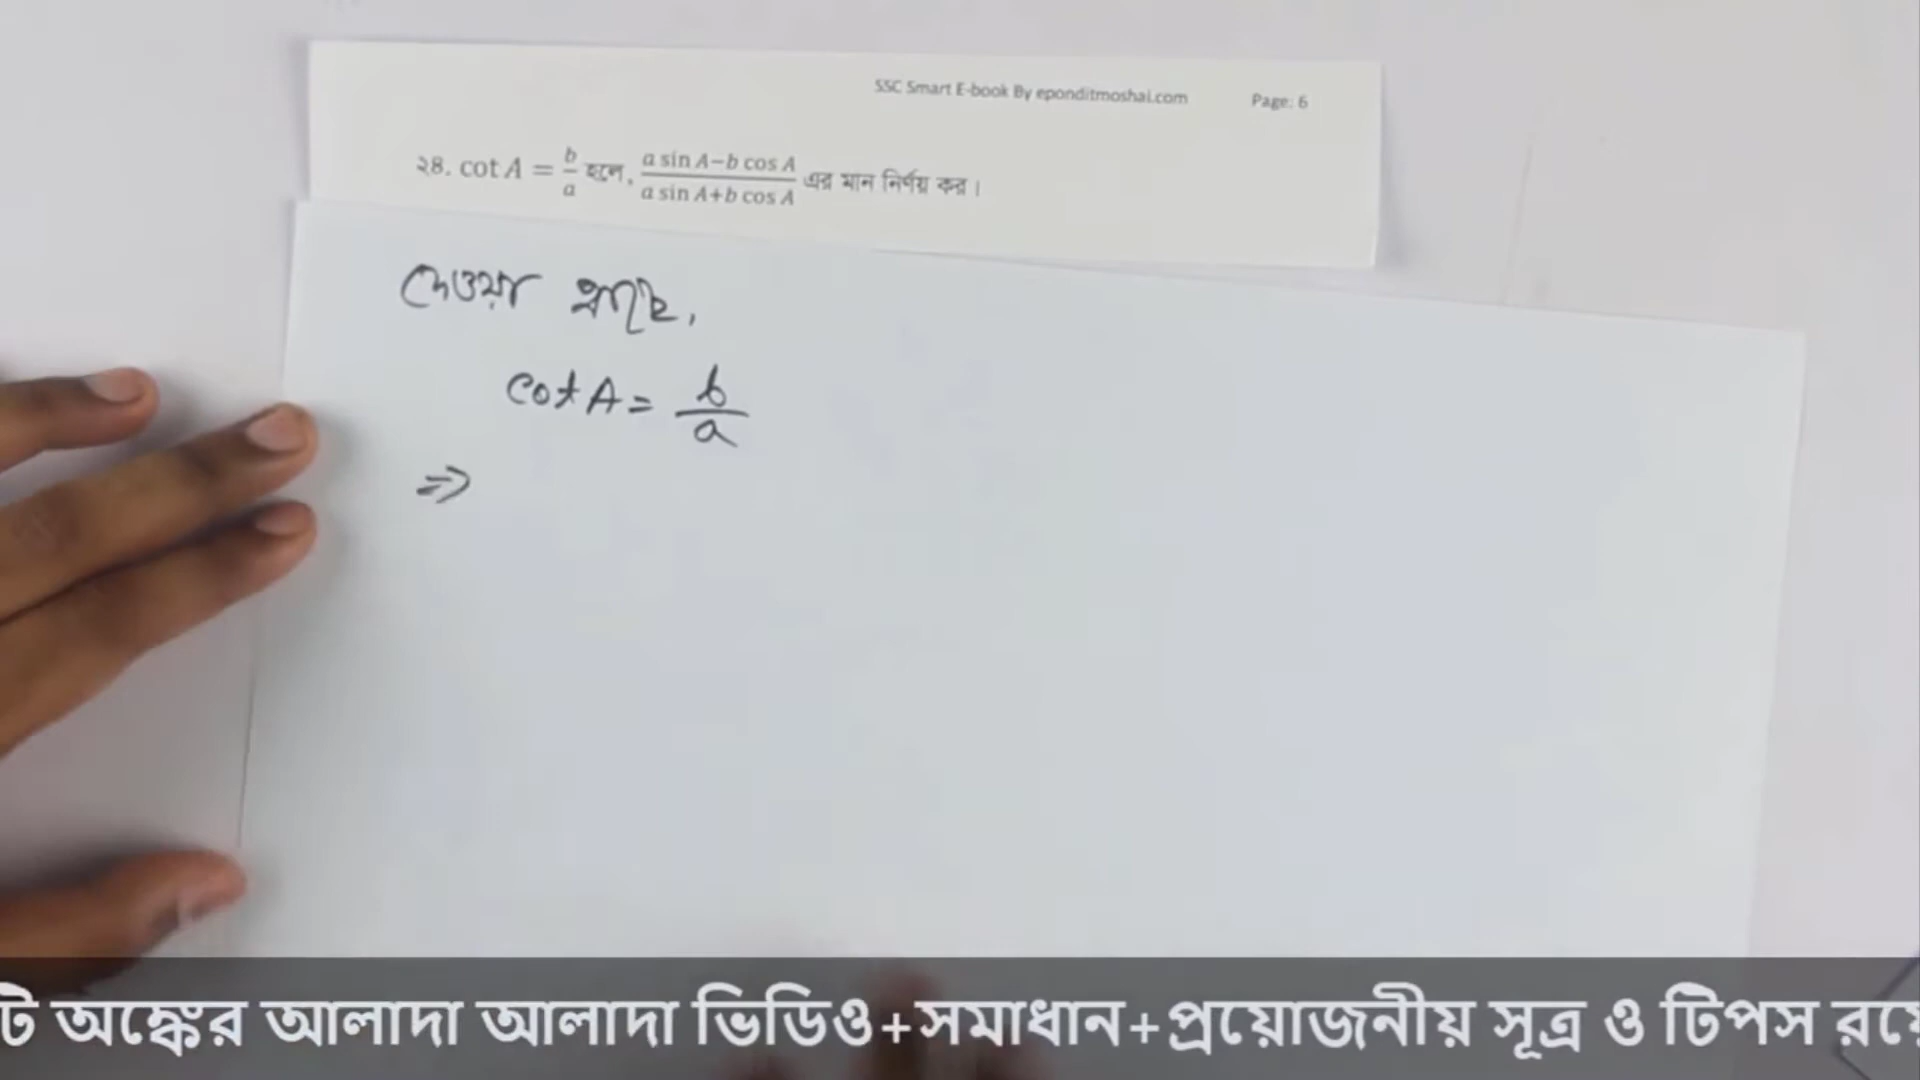 SSC Smart E-book By eponditmoshai.com Page: 6
২৪. cot A = b/a হলে, (a sin A−b cos A)/(a sin A+b cos A) এর মান নির্ণয় কর।
দেওয়া আছে,
cot A = b/a
⇒
ট অঙ্কের আলাদা আলাদা ভিডিও+সমাধান+প্রয়োজনীয় সূত্র ও টিপস রয়ে